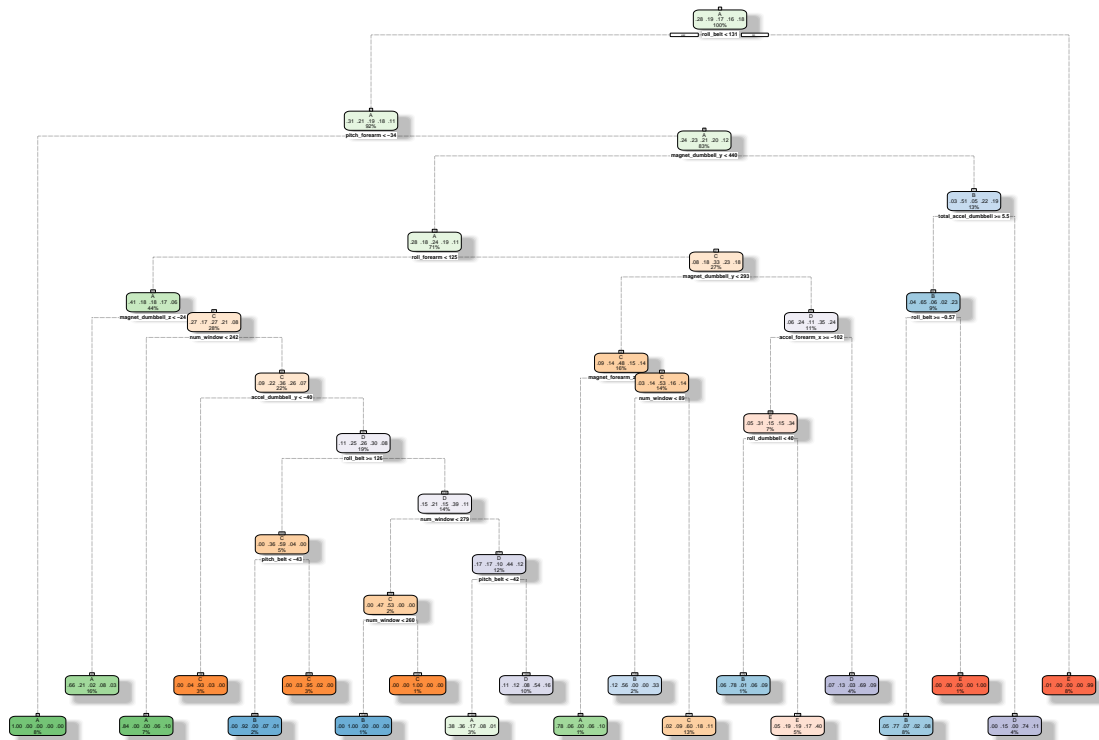 A
.28 .19 .17 .16 .18
100%
roll_belt < 131
A
.31 .21 .19 .18 .11
92%
pitch_forearm < −34
A
.24 .23 .21 .20 .12
83%
magnet_dumbbell_y < 440
B
.03 .51 .05 .22 .19
13%
total_accel_dumbbell >= 5.5
A
.28 .18 .24 .19 .11
71%
roll_forearm < 125
C
.08 .18 .33 .23 .18
27%
magnet_dumbbell_y < 293
A
.41 .18 .18 .17 .06
44%
magnet_dumbbell_z < −24
B
.04 .65 .06 .02 .23
9%
roll_belt >= −0.57
C
.27 .17 .27 .21 .08
28%
num_window < 242
D
.06 .24 .11 .35 .24
11%
accel_forearm_x >= −102
C
.09 .14 .48 .15 .14
16%
magnet_forearm_z
C
.09 .22 .36 .26 .07
22%
accel_dumbbell_y < −40
C
.03 .14 .53 .16 .14
14%
num_window < 89
E
.05 .31 .15 .15 .34
7%
roll_dumbbell < 40
D
.11 .25 .26 .30 .08
19%
roll_belt >= 126
D
.15 .21 .15 .39 .11
14%
num_window < 279
C
.00 .36 .59 .04 .00
5%
pitch_belt < −43
D
.17 .17 .10 .44 .12
12%
pitch_belt < −42
C
.00 .47 .53 .00 .00
2%
num_window < 260
A
.66 .21 .02 .08 .03
16%
C
.00 .04 .93 .03 .00
3%
C
.00 .03 .95 .02 .00
3%
C
.00 .00 1.00 .00 .00
1%
D
.11 .12 .08 .54 .16
10%
B
.12 .56 .00 .00 .33
2%
B
.06 .78 .01 .06 .09
1%
D
.07 .13 .03 .69 .09
4%
E
.00 .00 .00 .00 1.00
1%
E
.01 .00 .00 .00 .99
8%
A
1.00 .00 .00 .00 .00
8%
A
.84 .00 .00 .06 .10
7%
B
.00 .92 .00 .07 .01
2%
B
.00 1.00 .00 .00 .00
1%
A
.38 .36 .17 .08 .01
3%
A
.78 .06 .00 .06 .10
1%
C
.02 .09 .60 .18 .11
13%
E
.05 .19 .19 .17 .40
5%
B
.05 .77 .07 .02 .08
8%
D
.00 .15 .00 .74 .11
4%